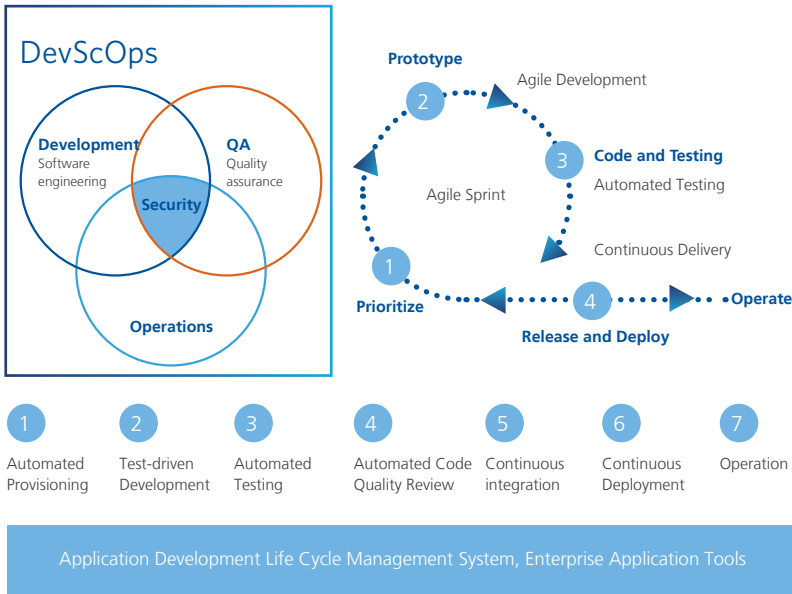 DevScOps
Development
Software
engineering
QA
Quality
assurance
Security
Operations
Prototype
2
Agile Development
3
Code and Testing
Automated Testing
Agile Sprint
Continuous Delivery
1
Prioritize
4
Operate
Release and Deploy
1
Automated
Provisioning
2
Test-driven
Development
3
Automated
Testing
4
Automated Code
Quality Review
5
Continuous
integration
6
Continuous
Deployment
7
Operation
Application Development Life Cycle Management System, Enterprise Application Tools